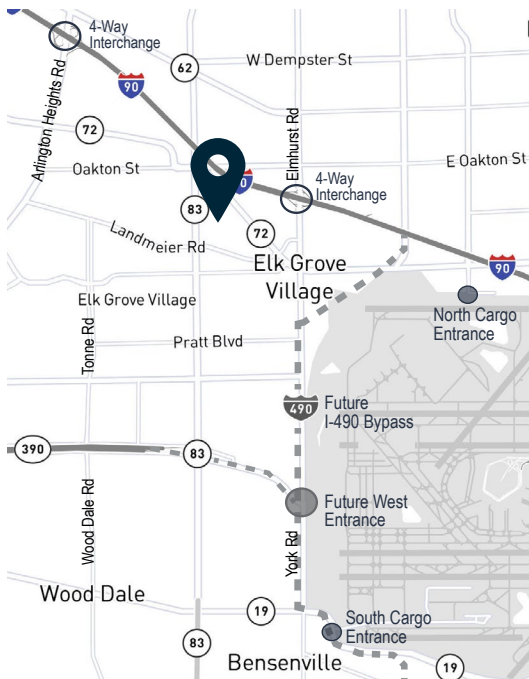 4-Way
Interchange
W Dempster St
62
90
Arlington Heights Rd
72
Elmhurst Rd
Oakton St
E Oakton St
4-Way
Interchange
83
Landmeier Rd
72
Elk Grove
Village
90
Elk Grove Village
North Cargo
Entrance
Tonne Rd
Pratt Blvd
490
Future
I-490 Bypass
390
83
Future West
Entrance
Wood Dale Rd
York Rd
Wood Dale
19
South Cargo
Entrance
83
Bensenville
19